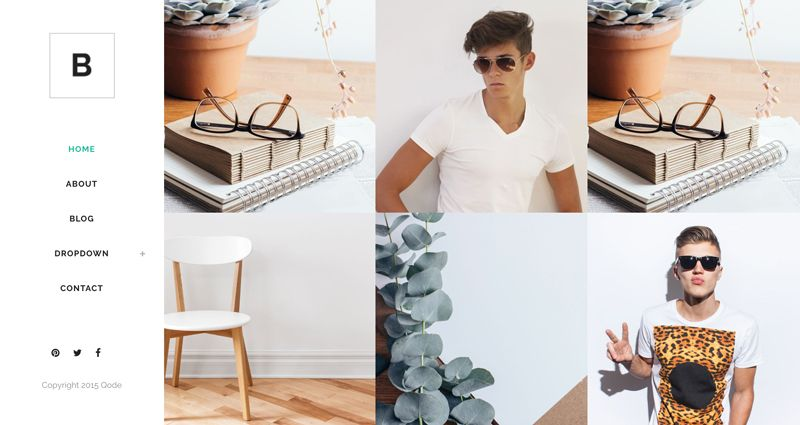 B
HOME
ABOUT
BLOG
DROPDOWN +
CONTACT
Copyright 2015 Qode